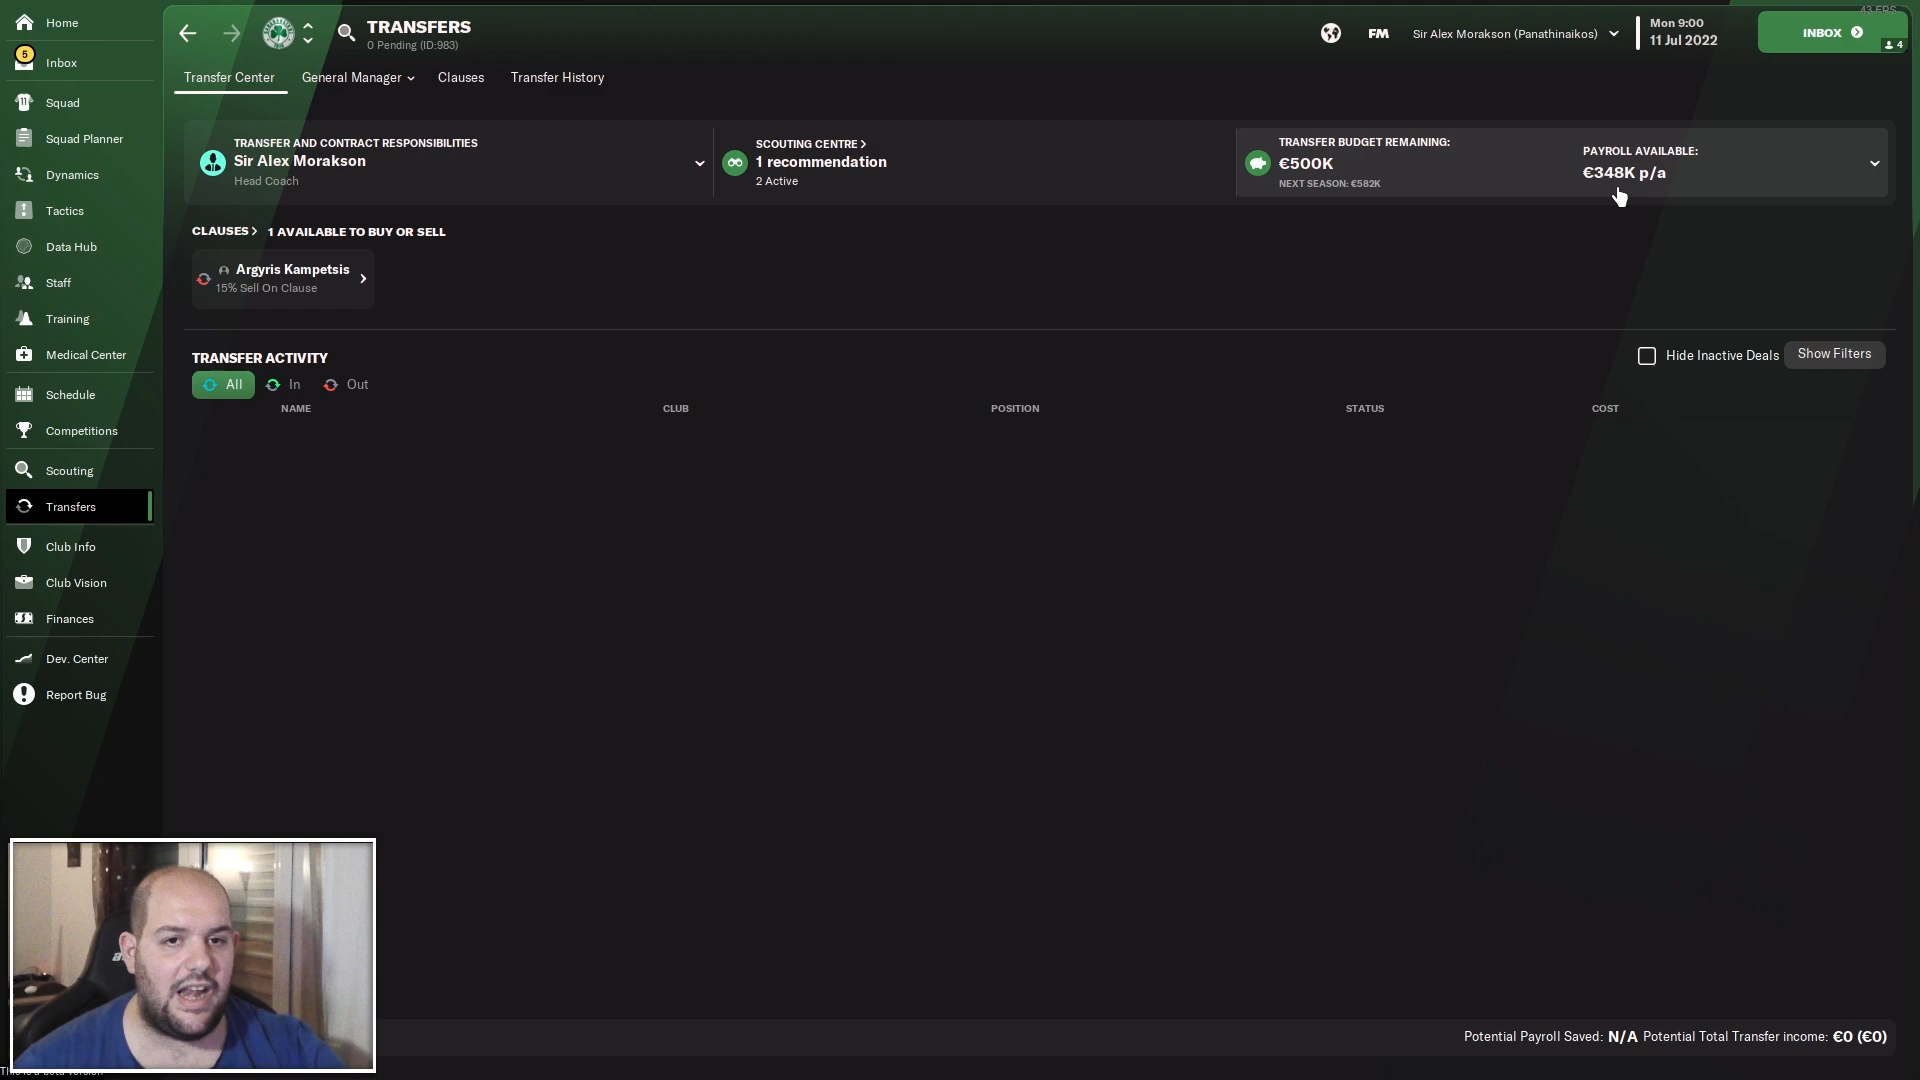 43 FPS
Home
5
Inbox
Squad
Squad Planner
Dynamics
Tactics
Data Hub
Staff
Training
Medical Center
Schedule
Competitions
Scouting
Transfers
Club Info
Club Vision
Finances
Dev. Center
Report Bug
TRANSFERS
0 Pending (ID:983)
FM
Sir Alex Morakson (Panathinaikos)
Mon 9:00
11 Jul 2022
INBOX
4
Transfer Center
General Manager
Clauses
Transfer History
TRANSFER AND CONTRACT RESPONSIBILITIES
Sir Alex Morakson
Head Coach
SCOUTING CENTRE >
1 recommendation
2 Active
TRANSFER BUDGET REMAINING:
€500K
NEXT SEASON: €582K
PAYROLL AVAILABLE:
€348K p/a
CLAUSES > 1 AVAILABLE TO BUY OR SELL
Argyris Kampetsis
15% Sell On Clause
TRANSFER ACTIVITY
Hide Inactive Deals
Show Filters
All In Out
NAME CLUB POSITION STATUS COST
Potential Payroll Saved: N/A Potential Total Transfer income: €0 (€0)
This is a beta version